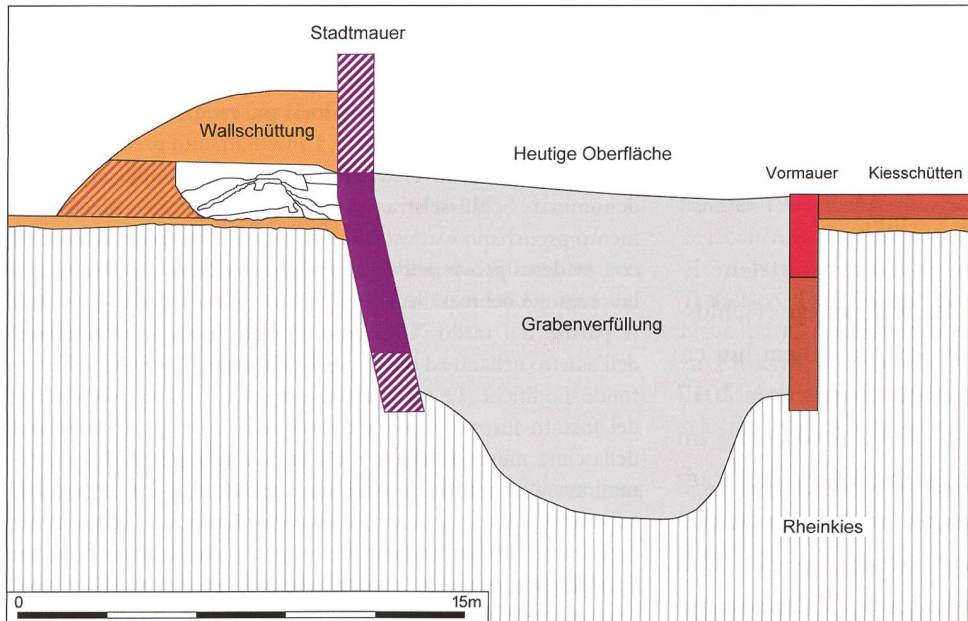 Stadtmauer
Wallschüttung
Heutige Oberfläche
Vormauer
Kiesschütten
Grabenverfüllung
Rheinkies
0
15m